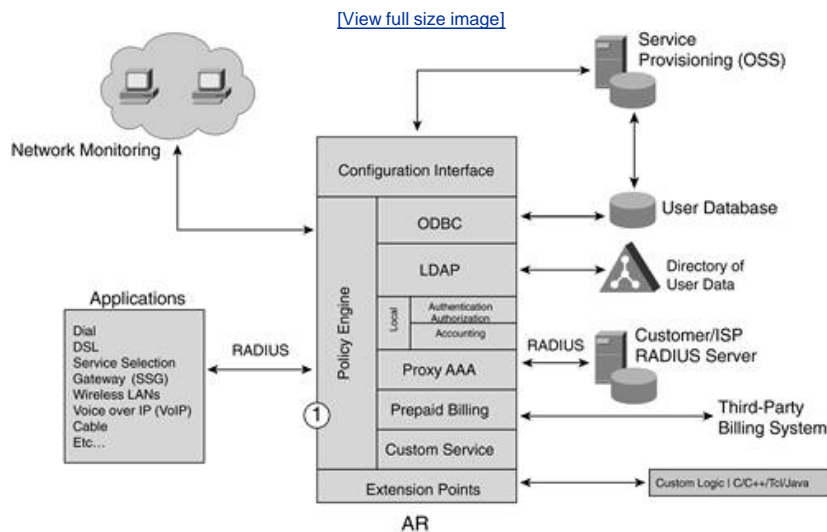 [View full size image]
Service
Provisioning (OSS)
Network Monitoring
Configuration Interface
Policy Engine
ODBC
User Database
LDAP
Directory of
User Data
Local
Authentication
Authorization
Accounting
Applications
Dial
DSL
Service Selection
Gateway (SSG)
Wireless LANs
Voice over IP (VoIP)
Cable
Etc...
RADIUS
RADIUS
Customer/ISP
RADIUS Server
Proxy AAA
1
Prepaid Billing
Third-Party
Billing System
Custom Service
Extension Points
Custom Logic | C/C++/Tcl/Java
AR